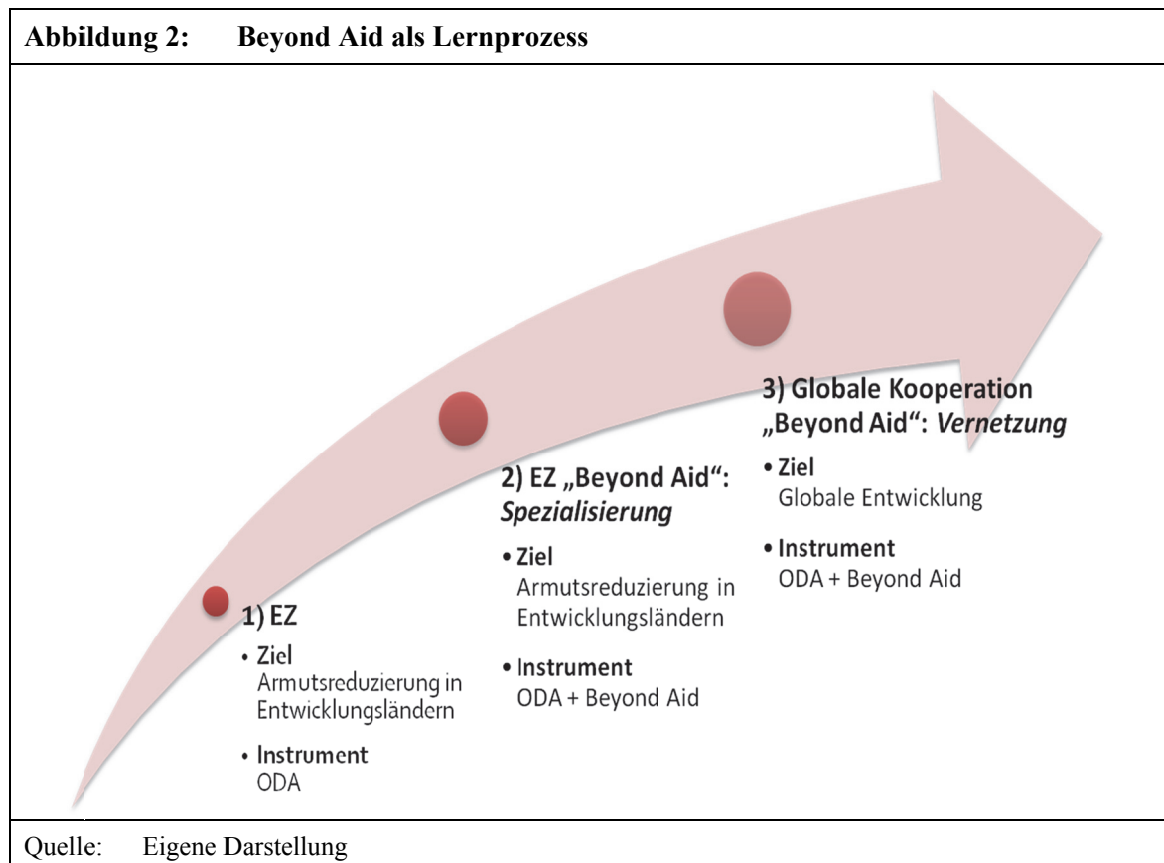 Abbildung 2: Beyond Aid als Lernprozess
1) EZ
• Ziel
Armutsreduzierung in
Entwicklungsländern
• Instrument
ODA
2) EZ „Beyond Aid“:
Spezialisierung
• Ziel
Armutsreduzierung in
Entwicklungsländern
• Instrument
ODA + Beyond Aid
3) Globale Kooperation
„Beyond Aid“: Vernetzung
• Ziel
Globale Entwicklung
• Instrument
ODA + Beyond Aid
Quelle: Eigene Darstellung